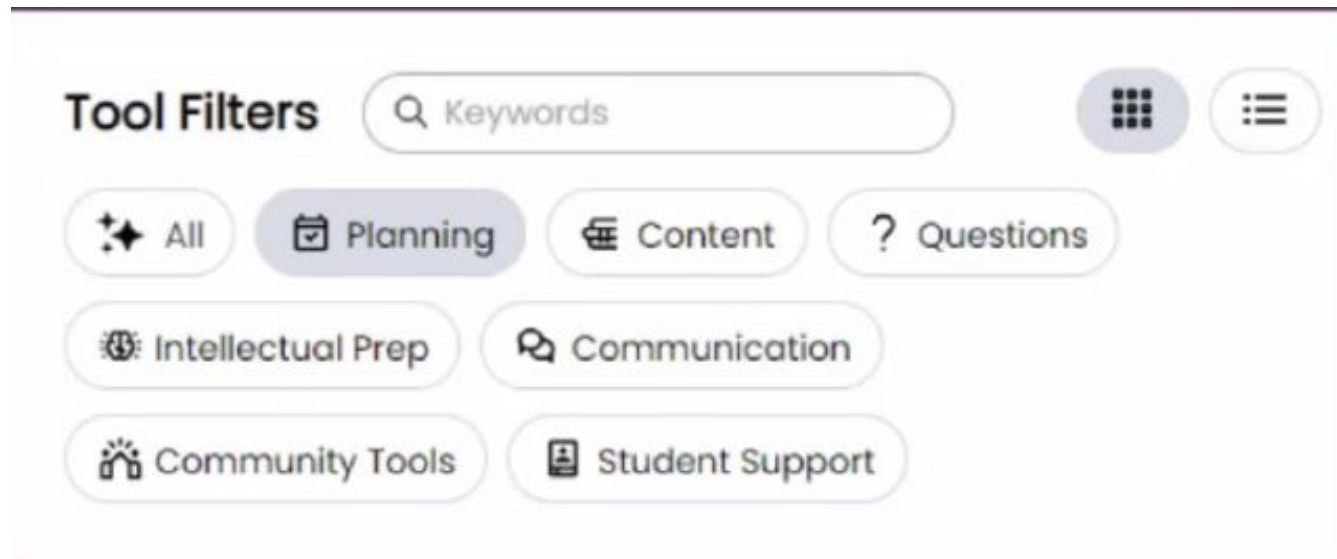 Tool Filters Keywords
All Planning Content ? Questions
Intellectual Prep Communication
Community Tools Student Support